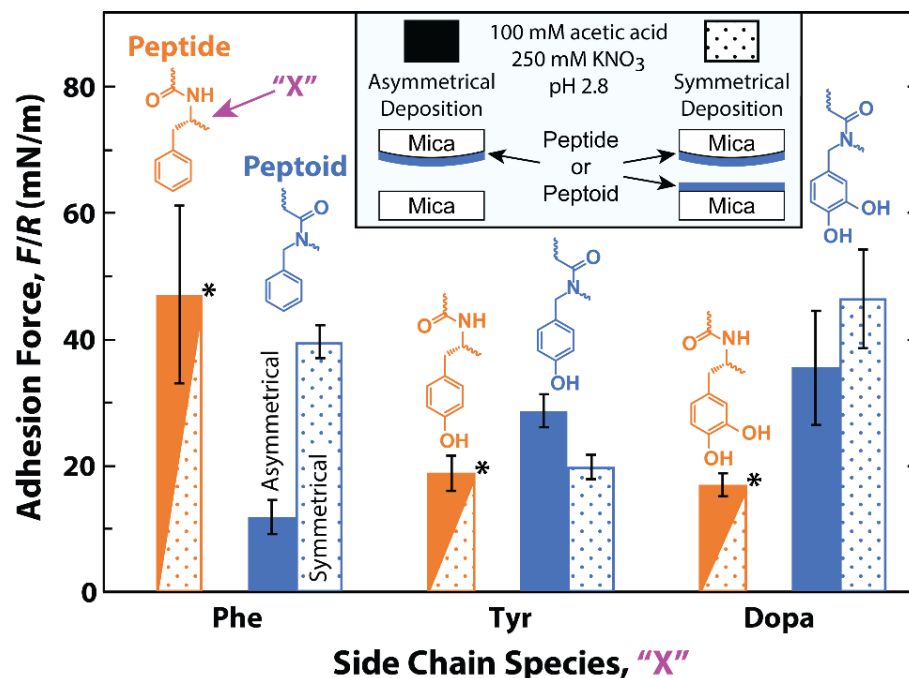 Adhesion Force, F/R (mN/m)
80
60
40
20
0
Peptide
O
NH
"X"
Peptoid
O
N
100 mM acetic acid
250 mM KNO₃
pH 2.8
Asymmetrical
Deposition
Symmetrical
Deposition
Mica
Mica
Peptide
or
Peptoid
Mica
Mica
*
Asymmetrical
Symmetrical
O
NH
OH
*
O
N
OH
O
NH
OH
OH
*
O
N
OH
OH
Phe
Tyr
Dopa
Side Chain Species, "X"